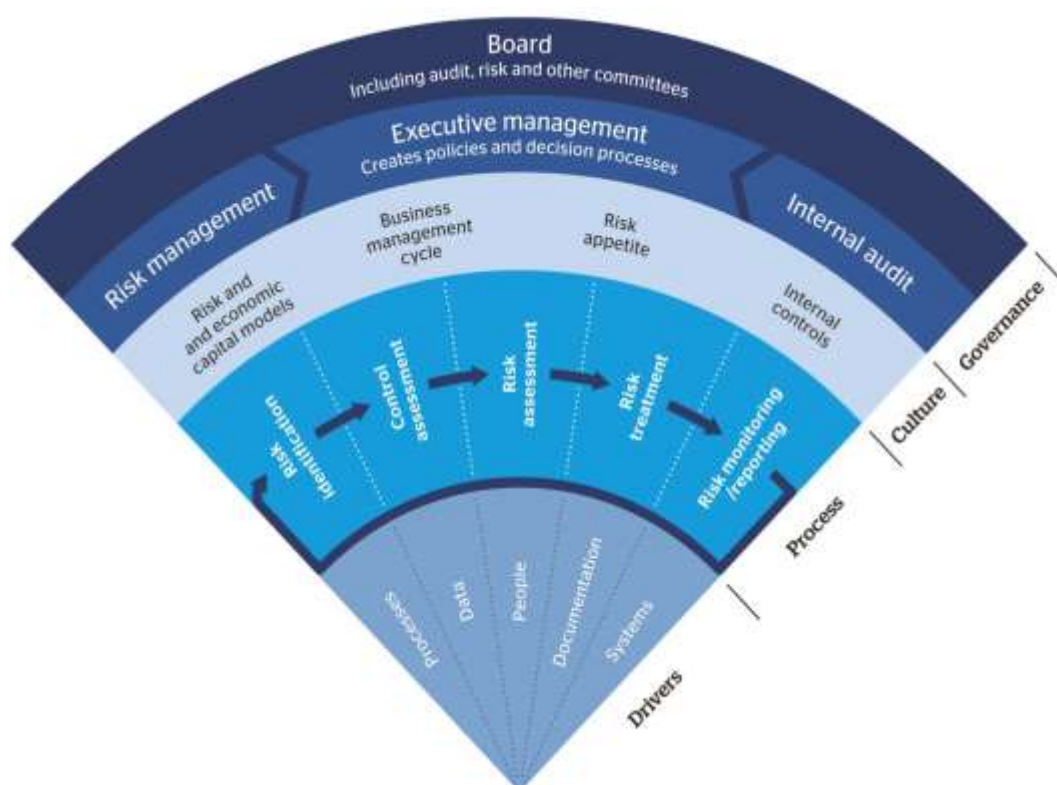 Board
Including audit, risk and other committees
Executive management
Creates policies and decision processes
Risk management
Internal audit
Risk and
and economic
capital models
Business
management
cycle
Risk
appetite
Internal
controls
Risk
identification
Control
assessment
Risk
assessment
Risk
treatment
Risk monitoring
/reporting
Processes
Data
People
Documentation
Systems
Governance
Culture
Process
Drivers